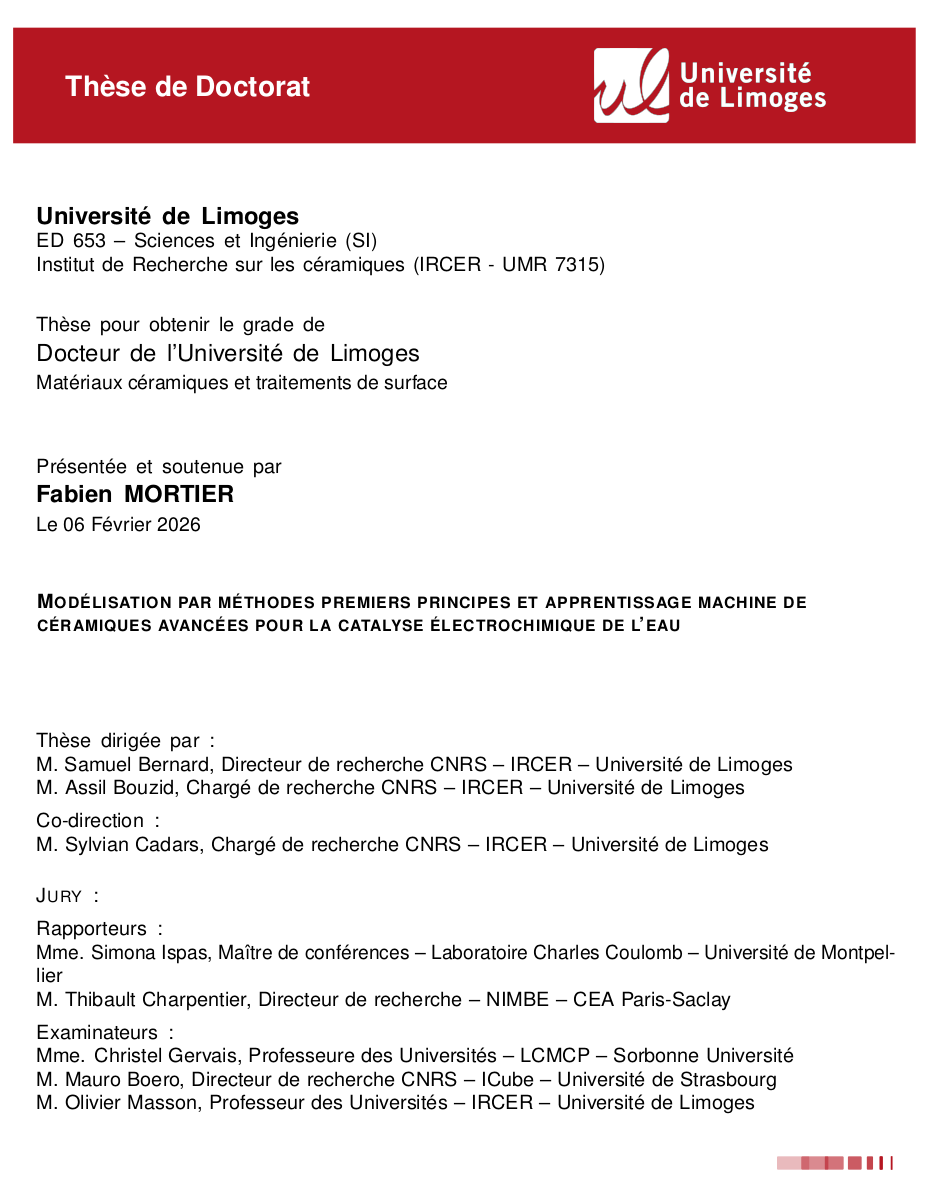 Thèse de Doctorat
Université
de Limoges
Université de Limoges
ED 653 – Sciences et Ingénierie (SI)
Institut de Recherche sur les céramiques (IRCER - UMR 7315)
Thèse pour obtenir le grade de
Docteur de l'Université de Limoges
Matériaux céramiques et traitements de surface
Présentée et soutenue par
Fabien MORTIER
Le 06 Février 2026
MODÉLISATION PAR MÉTHODES PREMIERS PRINCIPES ET APPRENTISSAGE MACHINE DE
CÉRAMIQUES AVANCÉES POUR LA CATALYSE ÉLECTROCHIMIQUE DE L'EAU
Thèse dirigée par :
M. Samuel Bernard, Directeur de recherche CNRS – IRCER – Université de Limoges
M. Assil Bouzid, Chargé de recherche CNRS – IRCER – Université de Limoges
Co-direction :
M. Sylvian Cadars, Chargé de recherche CNRS – IRCER – Université de Limoges
JURY :
Rapporteurs :
Mme. Simona Ispas, Maître de conférences – Laboratoire Charles Coulomb – Université de Montpel-
lier
M. Thibault Charpentier, Directeur de recherche – NIMBE – CEA Paris-Saclay
Examinateurs :
Mme. Christel Gervais, Professeure des Universités – LCMCP – Sorbonne Université
M. Mauro Boero, Directeur de recherche CNRS – ICube – Université de Strasbourg
M. Olivier Masson, Professeur des Universités – IRCER – Université de Limoges